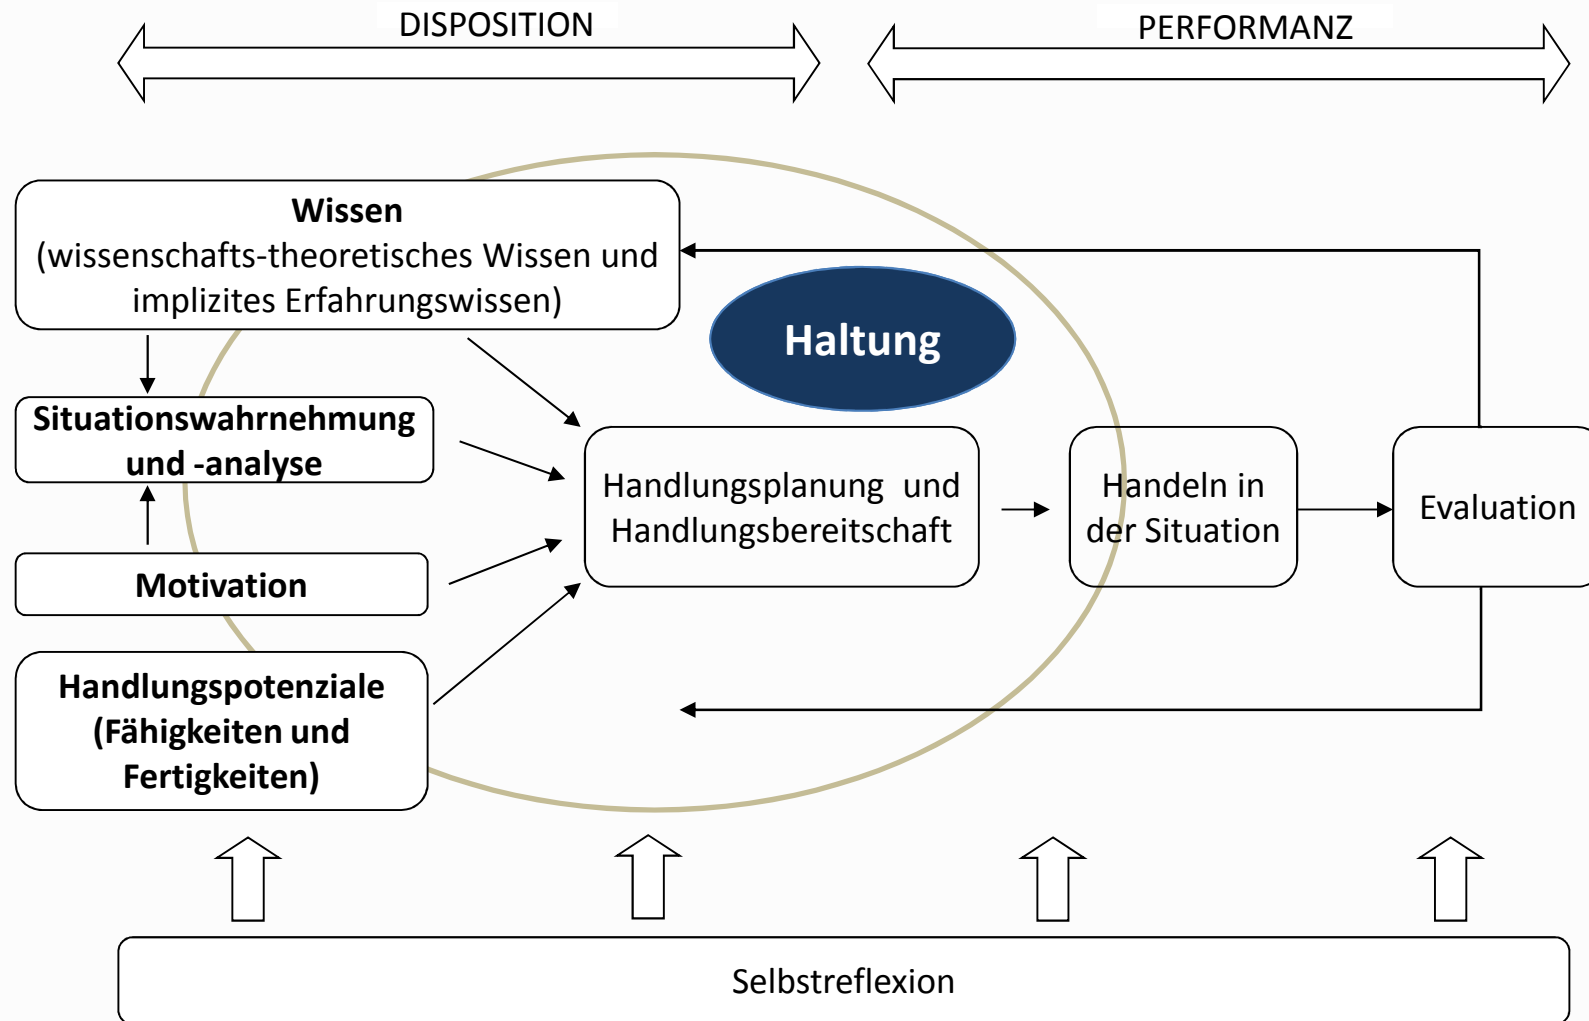 DISPOSITION
PERFORMANZ
Wissen
(wissenschafts-theoretisches Wissen und
implizites Erfahrungswissen)
Haltung
Situationswahrnehmung
und -analyse
Handlungsplanung und
Handlungsbereitschaft
Handeln in
der Situation
Evaluation
Motivation
Handlungspotenziale
(Fähigkeiten und
Fertigkeiten)
Selbstreflexion